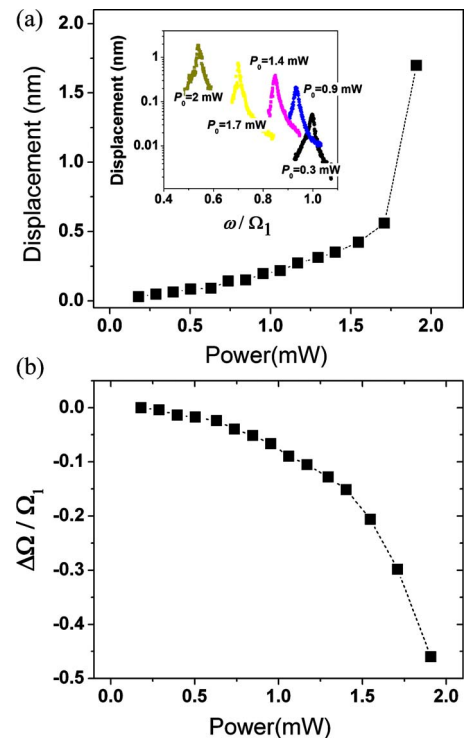 (a)
2.0
1.5
1.0
0.5
0.0
Displacement (nm)
1
0.1
0.01
Displacement (nm)
P₀=1.4 mW
P₀=0.9 mW
P₀=2 mW
P₀=1.7 mW
P₀=0.3 mW
0.4 0.6 0.8 1.0
ω/Ω₁
0.0 0.5 1.0 1.5 2.0
Power(mW)
(b)
0.0
-0.1
-0.2
-0.3
-0.4
-0.5
ΔΩ/Ω₁
0.0 0.5 1.0 1.5 2.0
Power(mW)